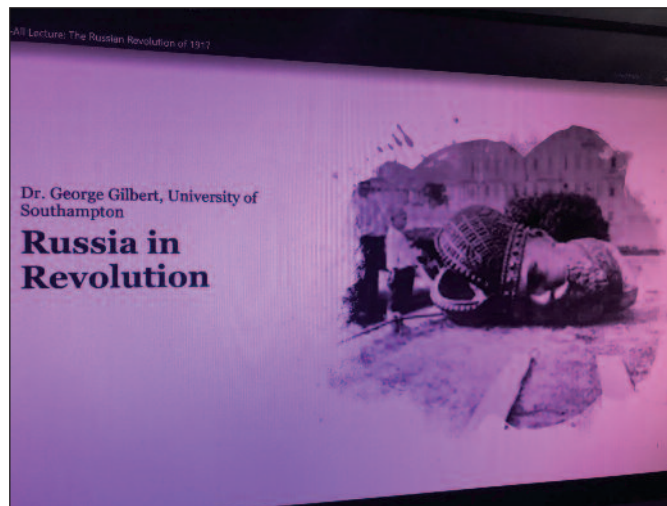 -All Lecture: The Russian Revolution of 1917
Dr. George Gilbert, University of
Southampton
Russia in
Revolution